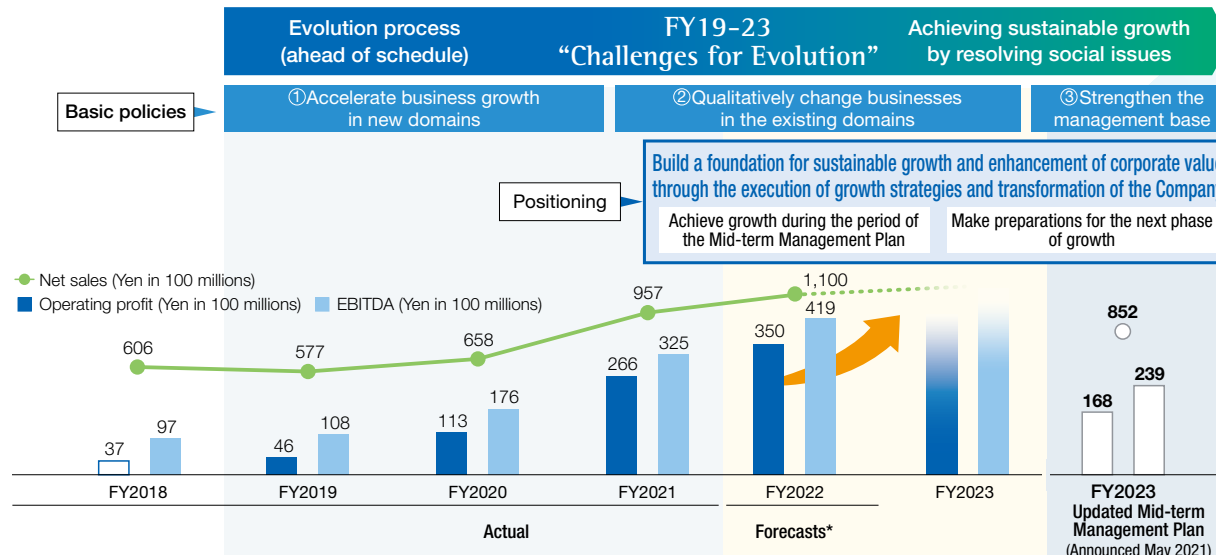 Evolution process
(ahead of schedule)
FY19-23
“Challenges for Evolution”
Achieving sustainable growth
by resolving social issues
Basic policies
①Accelerate business growth
in new domains
②Qualitatively change businesses
in the existing domains
③Strengthen the
management base
Positioning
Build a foundation for sustainable growth and enhancement of corporate valu
through the execution of growth strategies and transformation of the Compan
Achieve growth during the period of
the Mid-term Management Plan
Make preparations for the next phase
of growth
Net sales (Yen in 100 millions)
Operating profit (Yen in 100 millions)
EBITDA (Yen in 100 millions)
606
577
658
957
1,100
852
37
97
46
108
113
176
266
325
350
419
168
239
FY2018
FY2019
FY2020
FY2021
FY2022
FY2023
FY2023
Updated Mid-term
Management Plan
(Announced May 2021)
Actual
Forecasts*